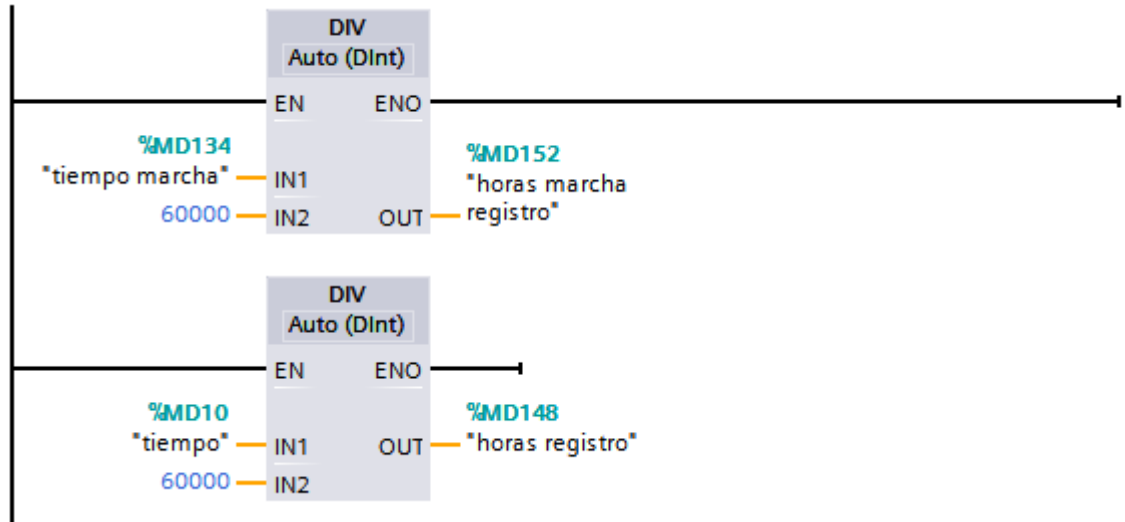 DIV
Auto (DInt)
EN ENO
%MD134
"tiempo marcha"
IN1
%MD152
"horas marcha
registro"
60000
IN2 OUT
DIV
Auto (DInt)
EN ENO
%MD10
"tiempo"
IN1 OUT
%MD148
"horas registro"
60000
IN2